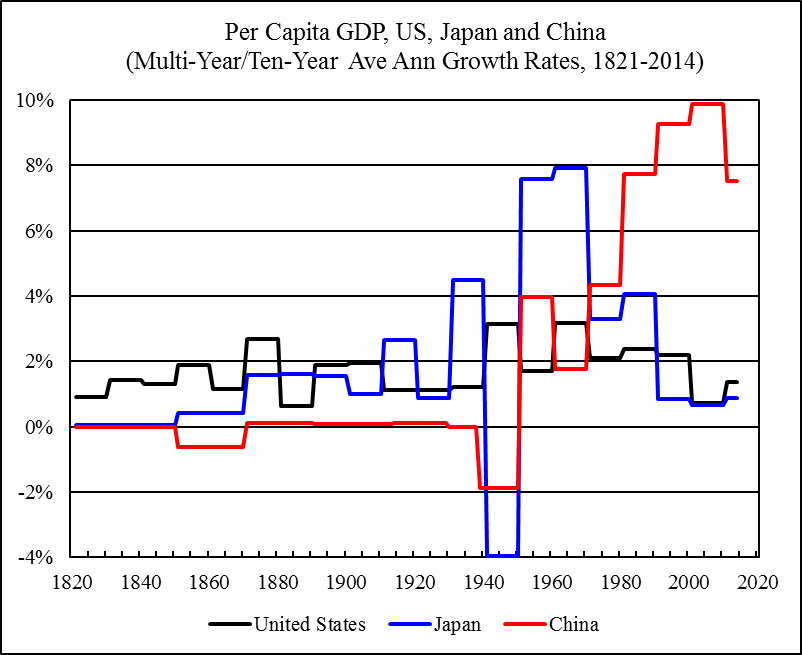 Per Capita GDP, US, Japan and China
(Multi-Year/Ten-Year Ave Ann Growth Rates, 1821-2014)
10%
8%
6%
4%
2%
0%
-2%
-4%
1820 1840 1860 1880 1900 1920 1940 1960 1980 2000 2020
United States Japan China